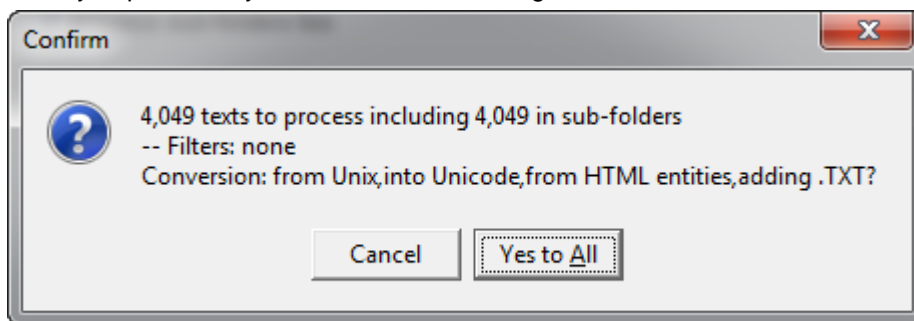 Confirm
4,049 texts to process including 4,049 in sub-folders
-- Filters: none
Conversion: from Unix,into Unicode,from HTML entities,adding .TXT?
Cancel
Yes to All